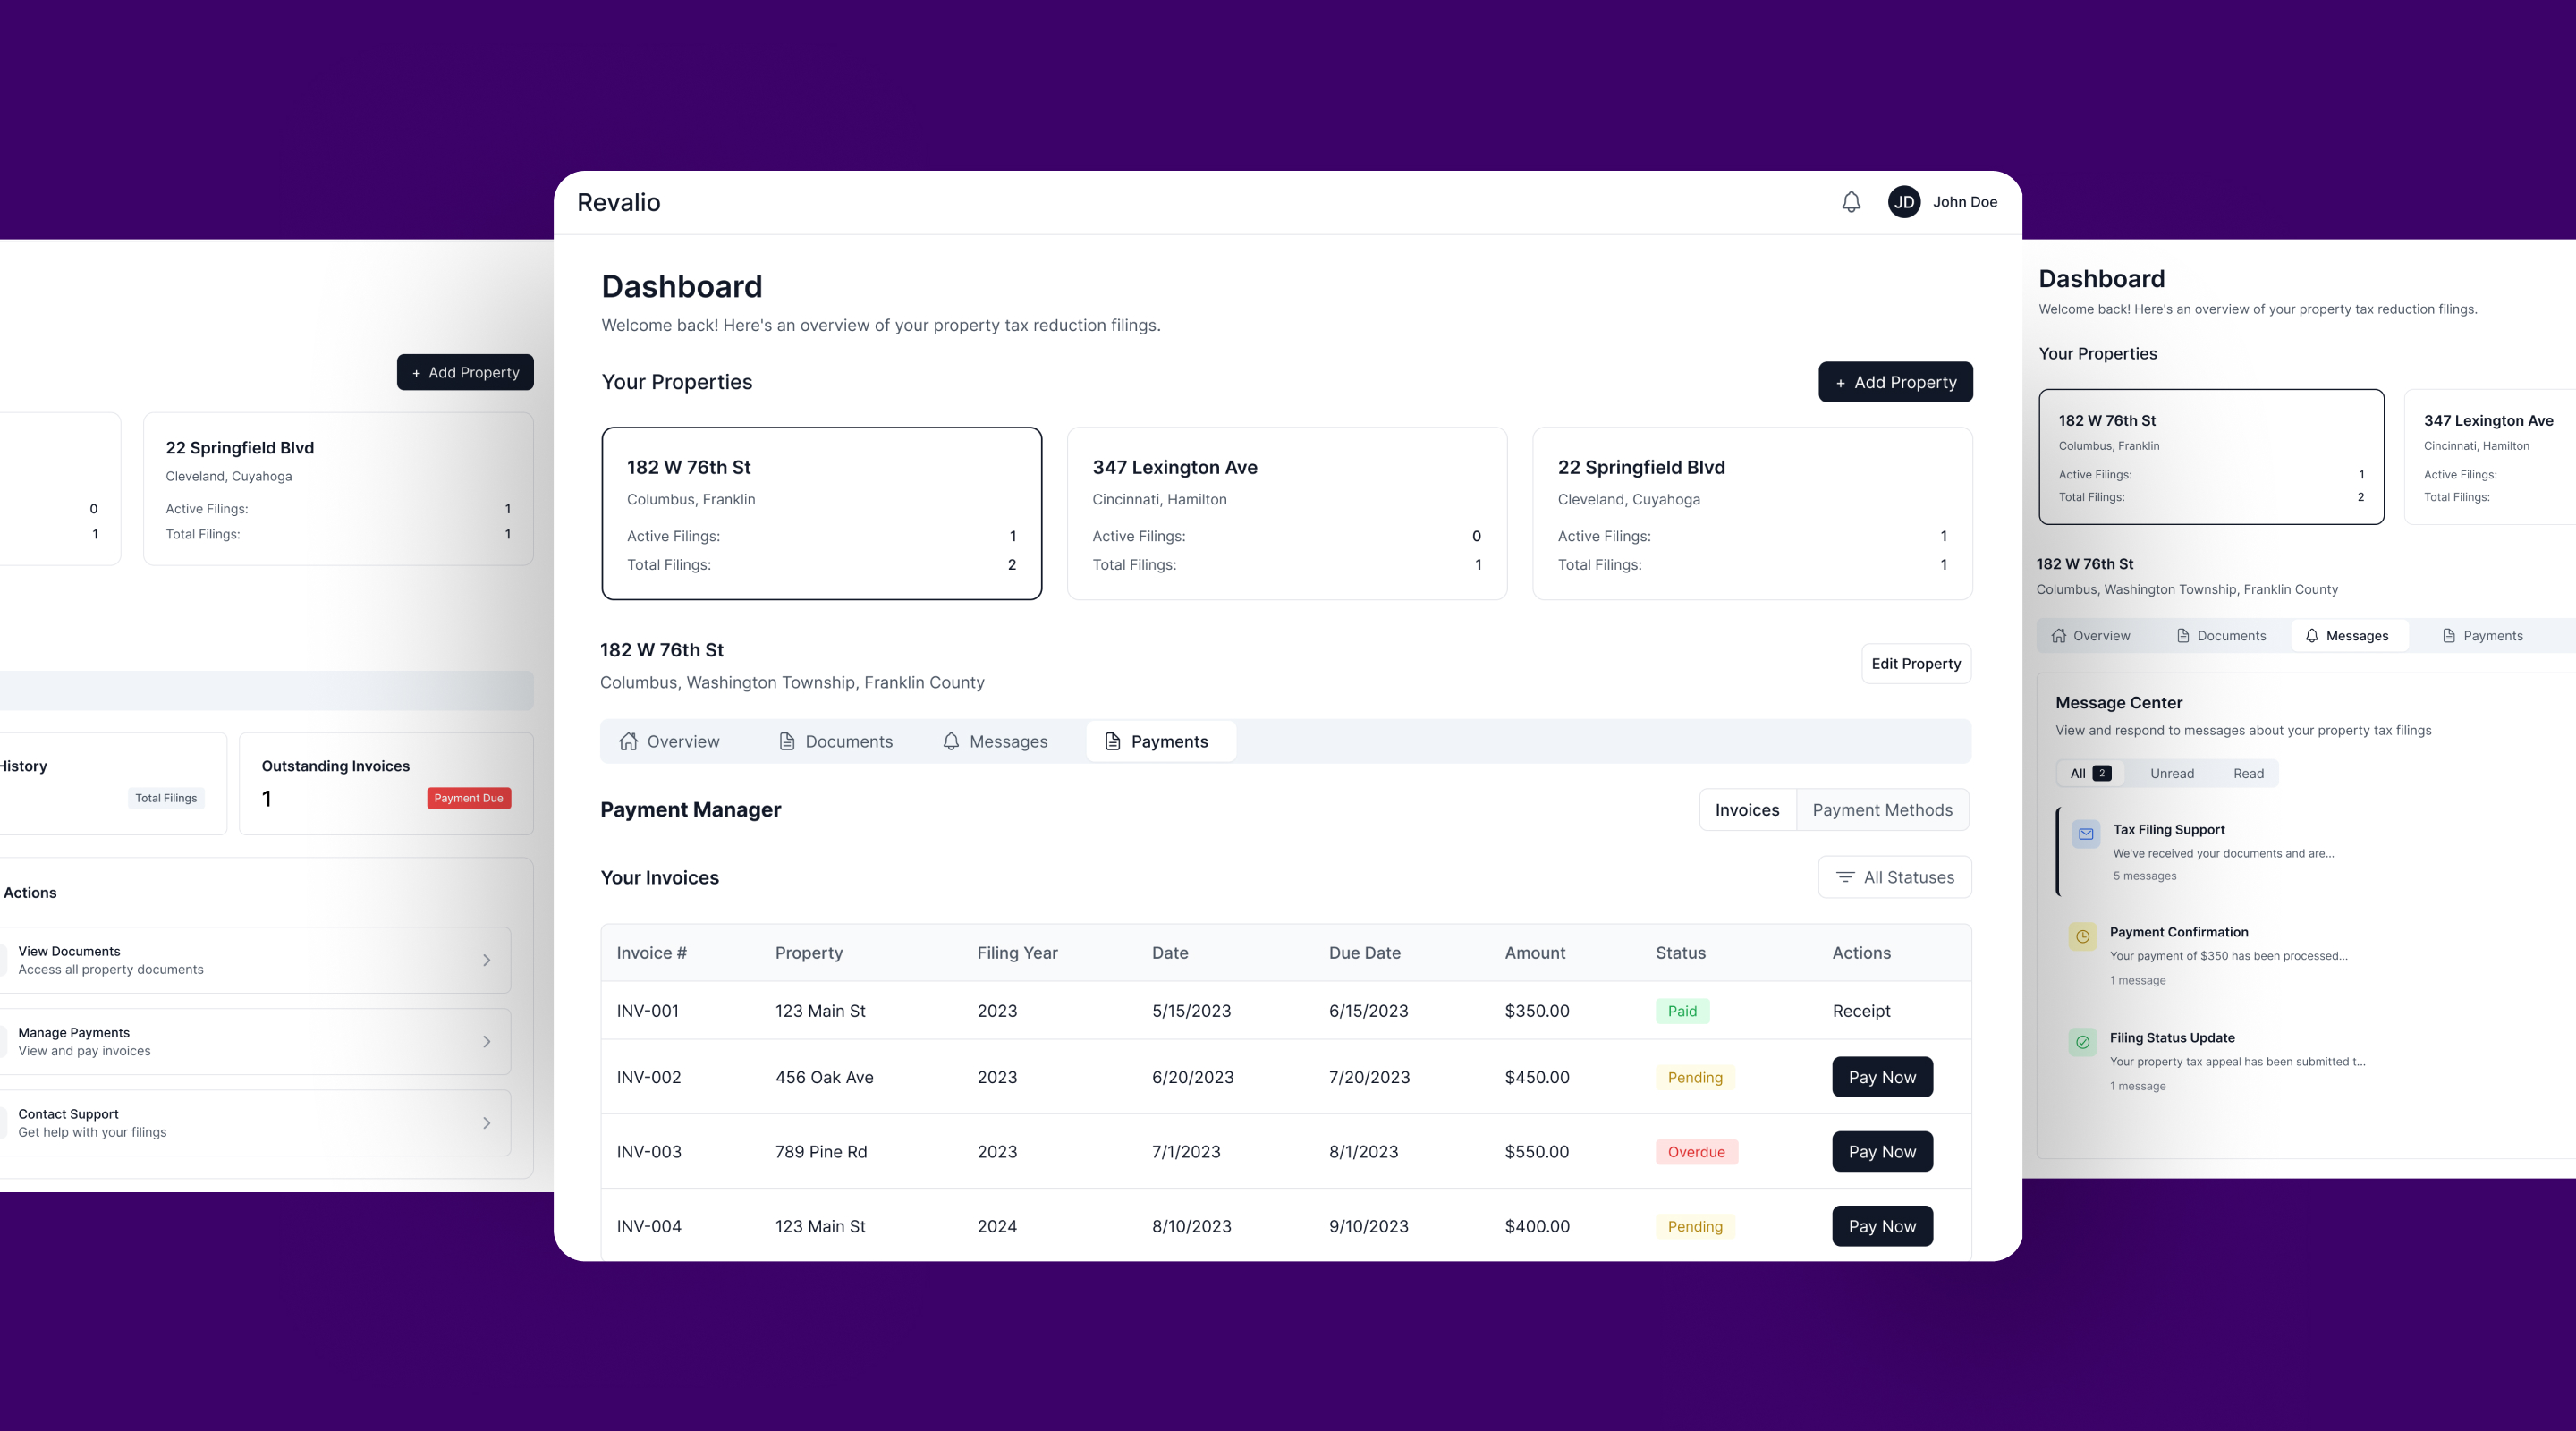 + Add Property
22 Springfield Blvd
Cleveland, Cuyahoga
0 Active Filings: 1
1 Total Filings: 1
History
Total Filings
Outstanding Invoices
1 Payment Due
Actions
View Documents
Access all property documents
Manage Payments
View and pay invoices
Contact Support
Get help with your filings
Revalio
JD John Doe
Dashboard
Welcome back! Here's an overview of your property tax reduction filings.
Your Properties + Add Property
182 W 76th St
Columbus, Franklin
Active Filings: 1
Total Filings: 2
347 Lexington Ave
Cincinnati, Hamilton
Active Filings: 0
Total Filings: 1
22 Springfield Blvd
Cleveland, Cuyahoga
Active Filings: 1
Total Filings: 1
182 W 76th St
Columbus, Washington Township, Franklin County
Edit Property
Overview Documents Messages Payments
Payment Manager Invoices Payment Methods
Your Invoices All Statuses
Invoice # Property Filing Year Date Due Date Amount Status Actions
INV-001 123 Main St 2023 5/15/2023 6/15/2023 $350.00 Paid Receipt
INV-002 456 Oak Ave 2023 6/20/2023 7/20/2023 $450.00 Pending Pay Now
INV-003 789 Pine Rd 2023 7/1/2023 8/1/2023 $550.00 Overdue Pay Now
INV-004 123 Main St 2024 8/10/2023 9/10/2023 $400.00 Pending Pay Now
Dashboard
Welcome back! Here's an overview of your property tax reduction filings.
Your Properties
182 W 76th St
Columbus, Franklin
Active Filings: 1
Total Filings: 2
347 Lexington Ave
Cincinnati, Hamilton
Active Filings:
Total Filings:
182 W 76th St
Columbus, Washington Township, Franklin County
Overview Documents Messages Payments
Message Center
View and respond to messages about your property tax filings
All 2 Unread Read
Tax Filing Support
We've received your documents and are...
5 messages
Payment Confirmation
Your payment of $350 has been processed...
1 message
Filing Status Update
Your property tax appeal has been submitted t...
1 message